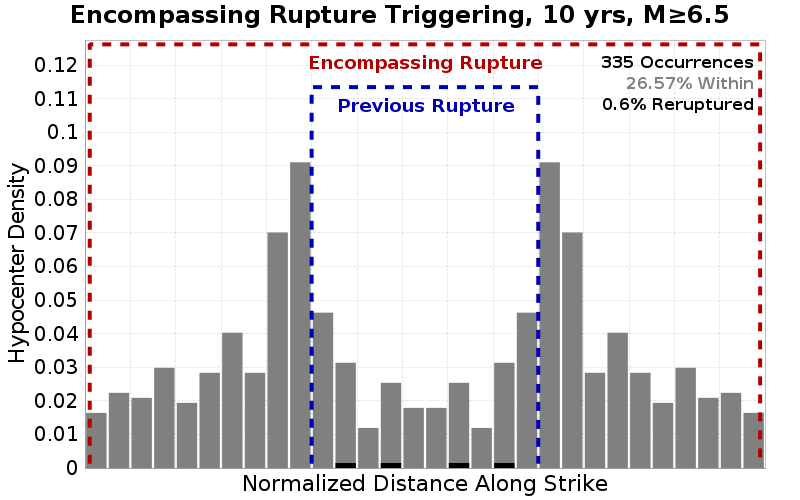 Encompassing Rupture Triggering, 10 yrs, M≥6.5
Encompassing Rupture
335 Occurrences
26.57% Within
0.6% Reruptured
Previous Rupture
Hypocenter Density
0.12
0.11
0.1
0.09
0.08
0.07
0.06
0.05
0.04
0.03
0.02
0.01
0
Normalized Distance Along Strike